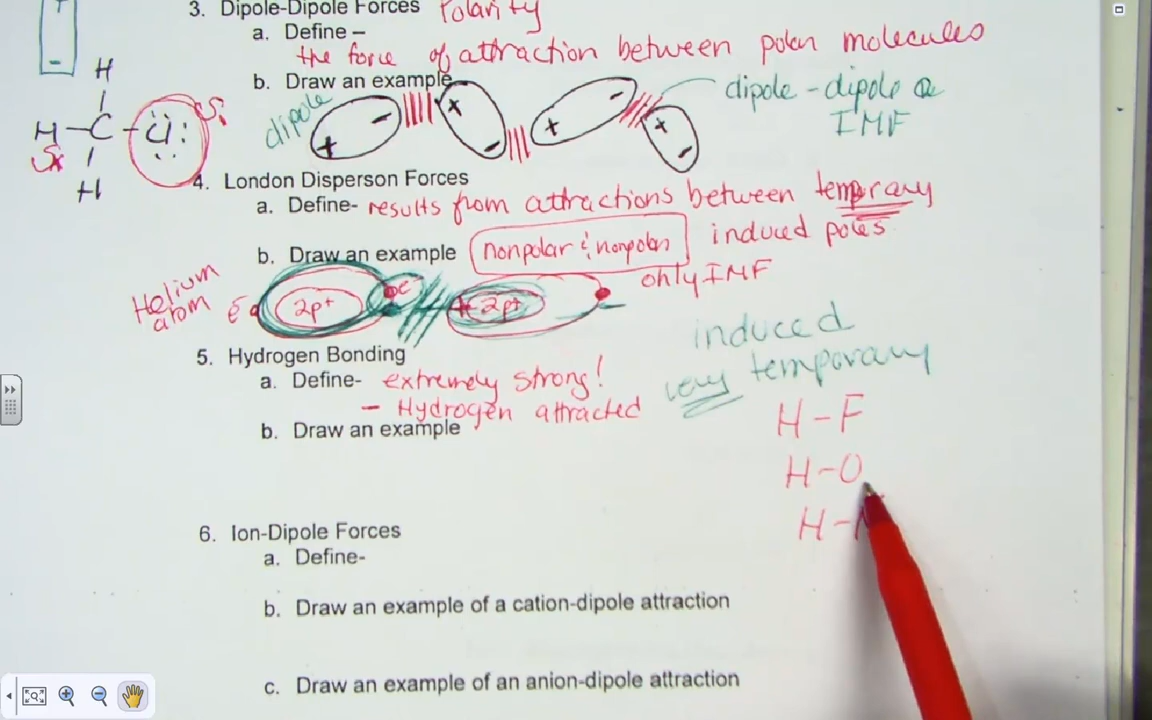 3. Dipole-Dipole Forces Polarity
a. Define – the force of attraction between polar molecules
b. Draw an example
dipole
dipole - dipole
IMF
+ - + - + - + -
H
H - C - Cl :
H
4. London Disperson Forces
a. Define- results from attractions between temporary
induced poles
b. Draw an example nonpolar & nonpolar
only IMF
Helium
atom
e⁻ 2p⁺ e⁻ + 2p⁺ -
induced
very temporary
5. Hydrogen Bonding
a. Define- extremely strong!
- Hydrogen attracted
b. Draw an example
H-F
H-O
H-
6. Ion-Dipole Forces
a. Define-
b. Draw an example of a cation-dipole attraction
c. Draw an example of an anion-dipole attraction